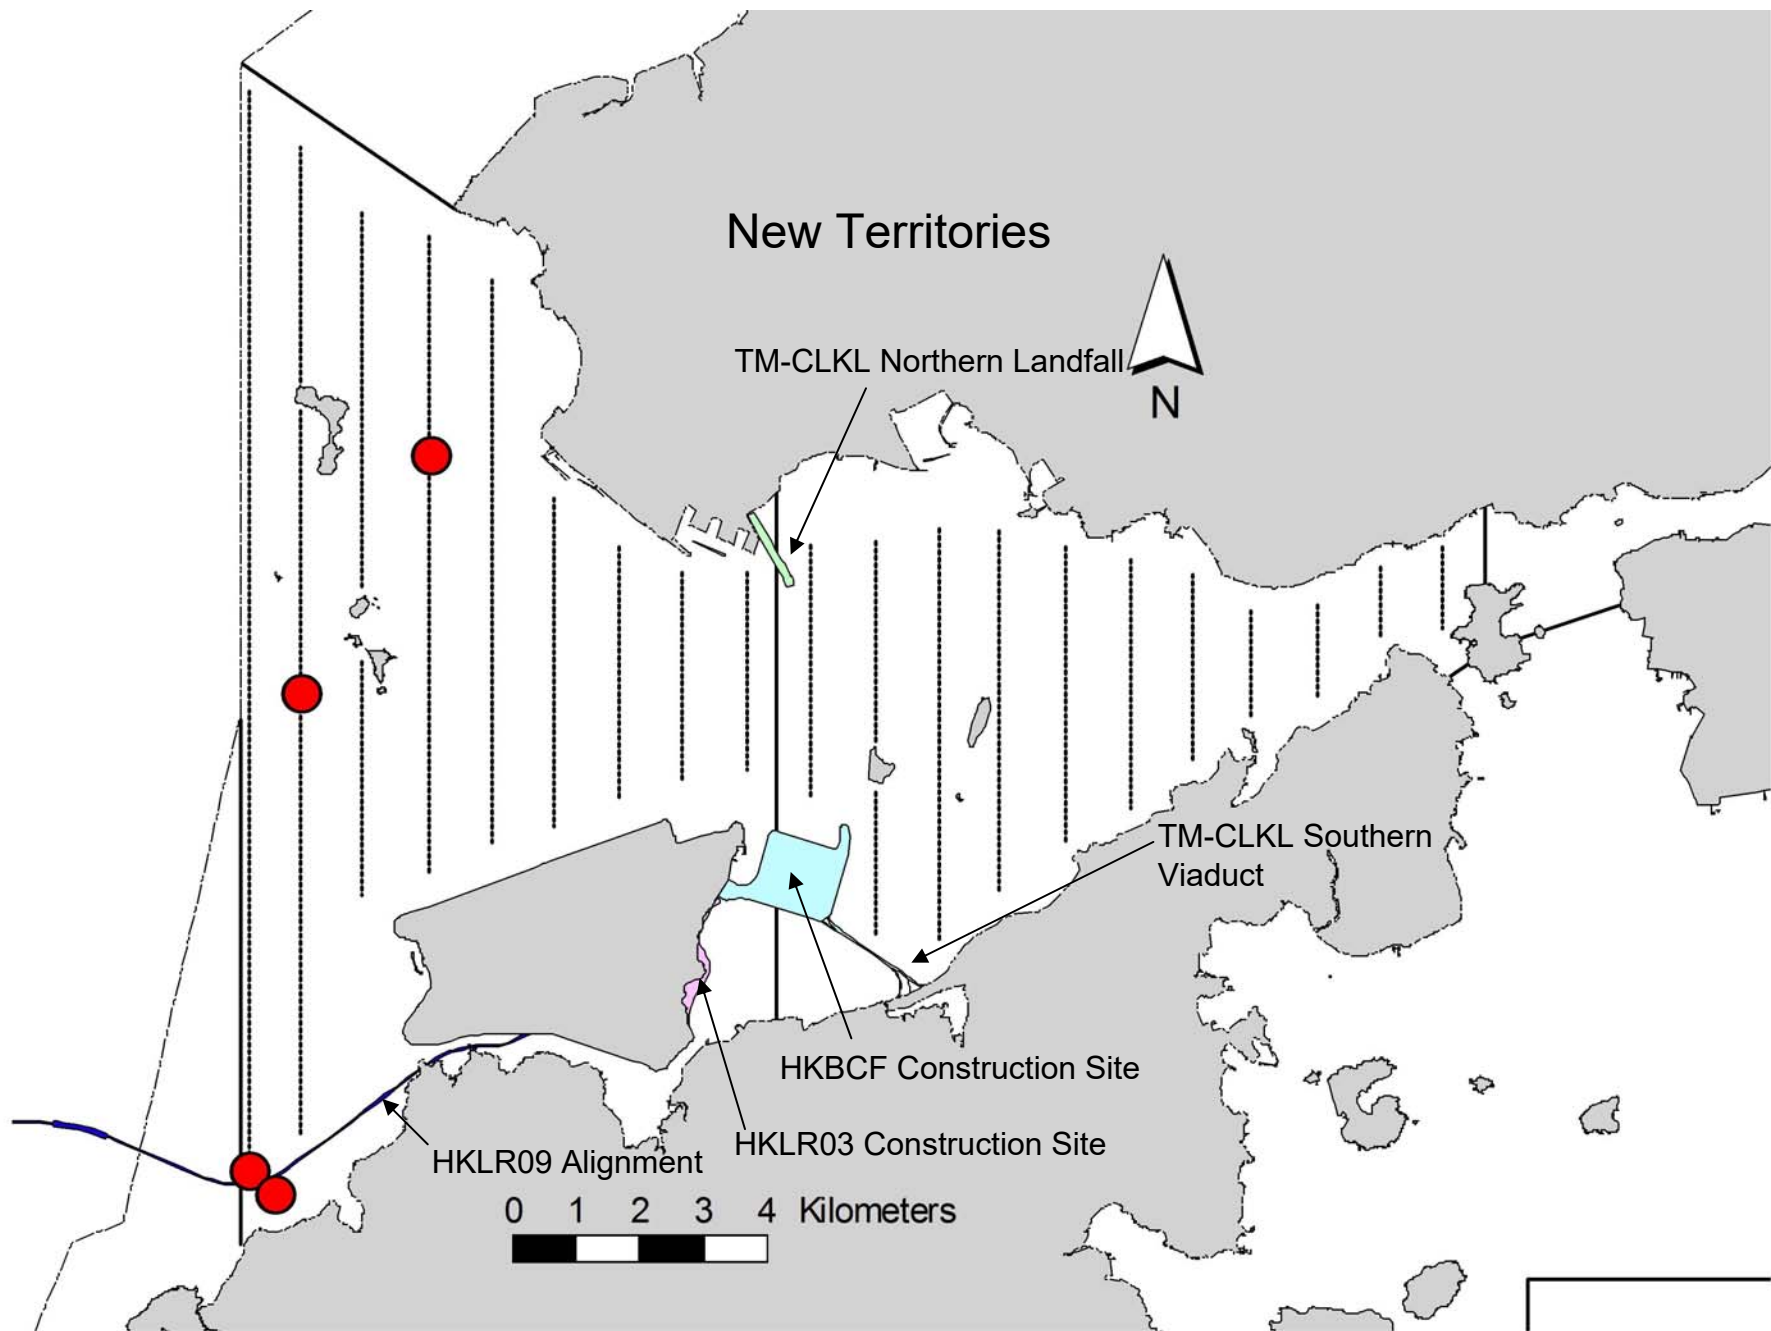 New Territories
TM-CLKL Northern Landfall
N
TM-CLKL Southern
Viaduct
HKBCF Construction Site
HKLR03 Construction Site
HKLR09 Alignment
0 1 2 3 4 Kilometers